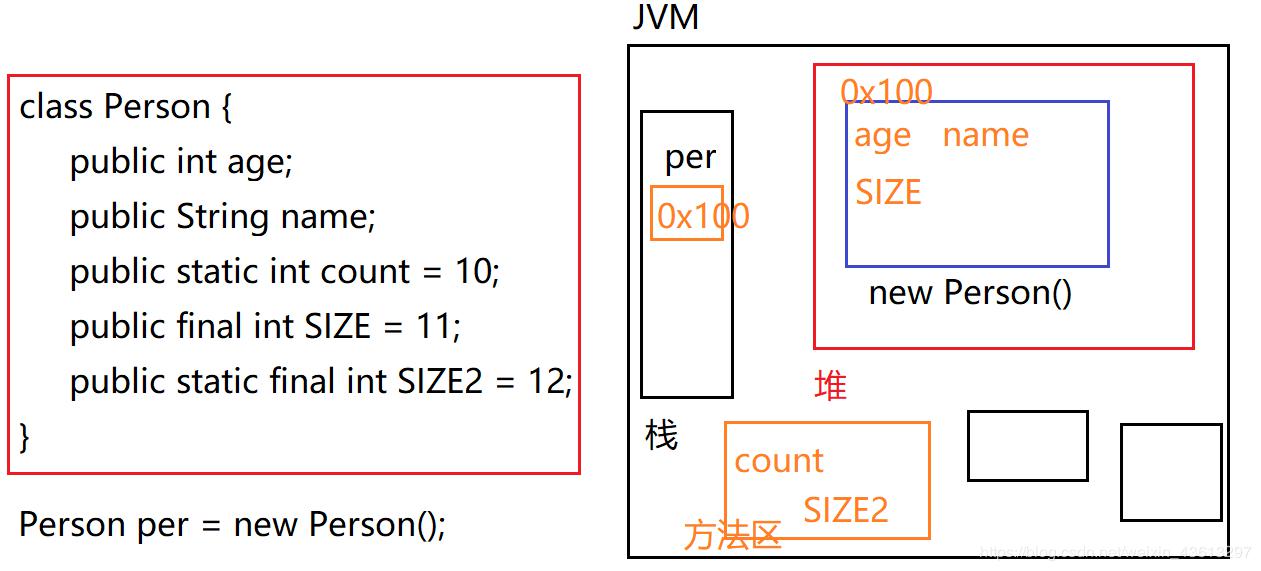 class Person {
public int age;
public String name;
public static int count = 10;
public final int SIZE = 11;
public static final int SIZE2 = 12;
}
Person per = new Person();
JVM
per
0x100
栈
0x100
age name
SIZE
new Person()
堆
count
SIZE2
方法区
https://blog.csdn.net/weixin_43613297